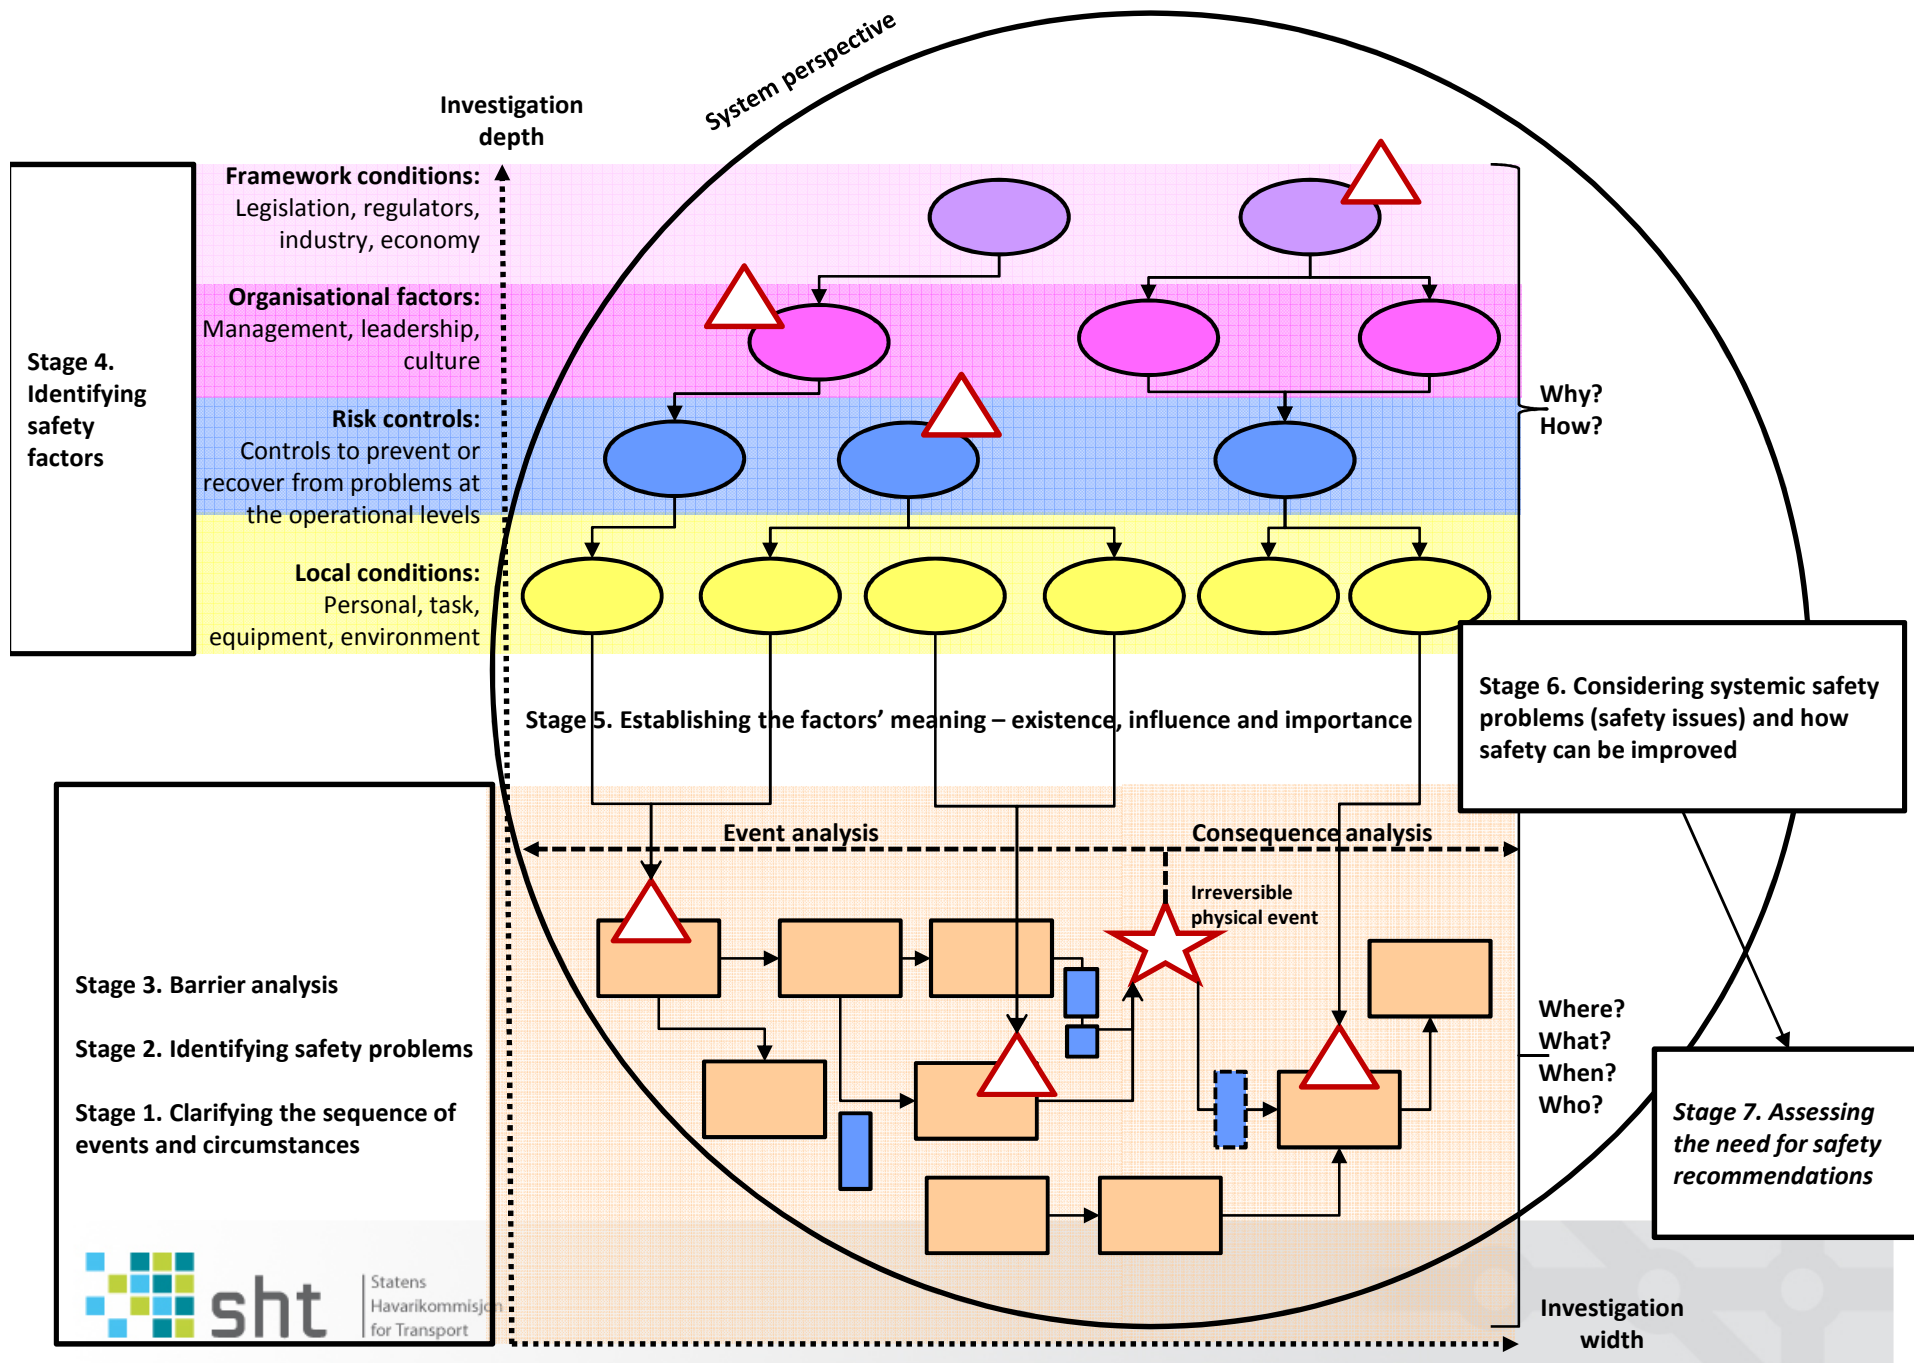 System perspective
Investigation
depth
Framework conditions:
Legislation, regulators,
industry, economy
Organisational factors:
Management, leadership,
culture
Risk controls:
Controls to prevent or
recover from problems at
the operational levels
Local conditions:
Personal, task,
equipment, environment
Stage 4.
Identifying
safety
factors
Why?
How?
Stage 5. Establishing the factors’ meaning – existence, influence and importance
Stage 6. Considering systemic safety
problems (safety issues) and how
safety can be improved
Event analysis
Consequence analysis
Irreversible
physical event
Stage 3. Barrier analysis
Stage 2. Identifying safety problems
Stage 1. Clarifying the sequence of
events and circumstances
Where?
What?
When?
Who?
Stage 7. Assessing
the need for safety
recommendations
sht
Statens
Havarikommisjon
for Transport
Investigation
width